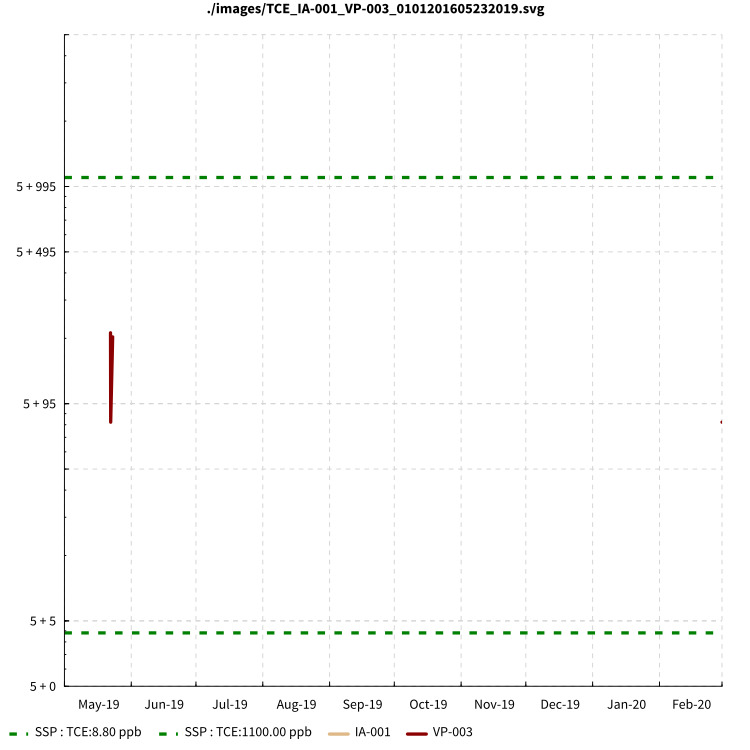 ./images/TCE_IA-001_VP-003_0101201605232019.svg
5 + 995
5 + 495
5 + 95
5 + 5
5 + 0
May-19 Jun-19 Jul-19 Aug-19 Sep-19 Oct-19 Nov-19 Dec-19 Jan-20 Feb-20
SSP : TCE:8.80 ppb SSP : TCE:1100.00 ppb IA-001 VP-003